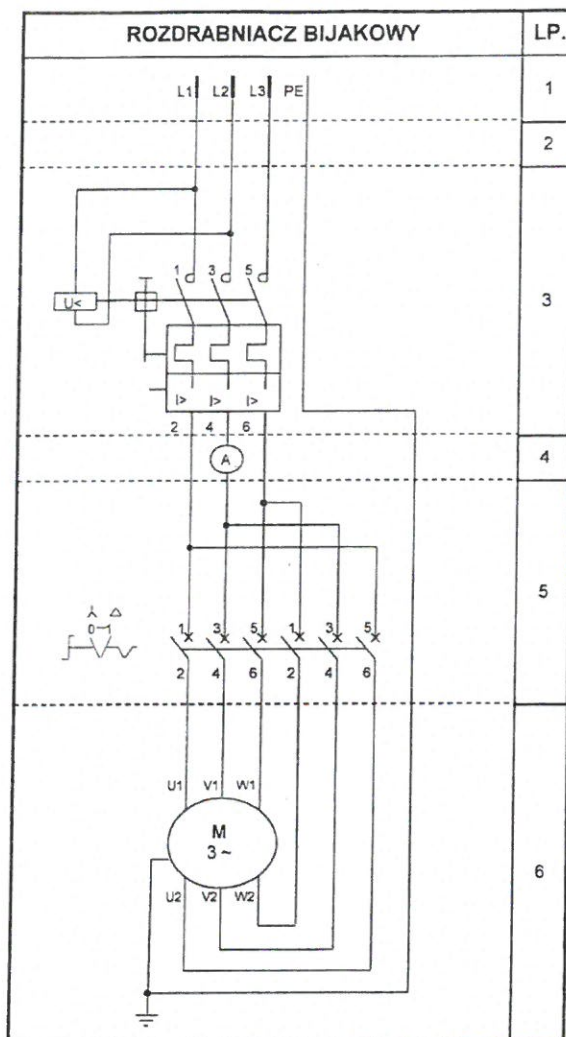 ROZDRABNIACZ BIJAKOWY LP.
L1 L2 L3 PE 1
2
1 3 5
U< 3
I> I> I>
2 4 6
A 4
5
0 1
1 3 5 1 3 5
2 4 6 2 4 6
U1 V1 W1
M
3 ~
6
U2 V2 W2